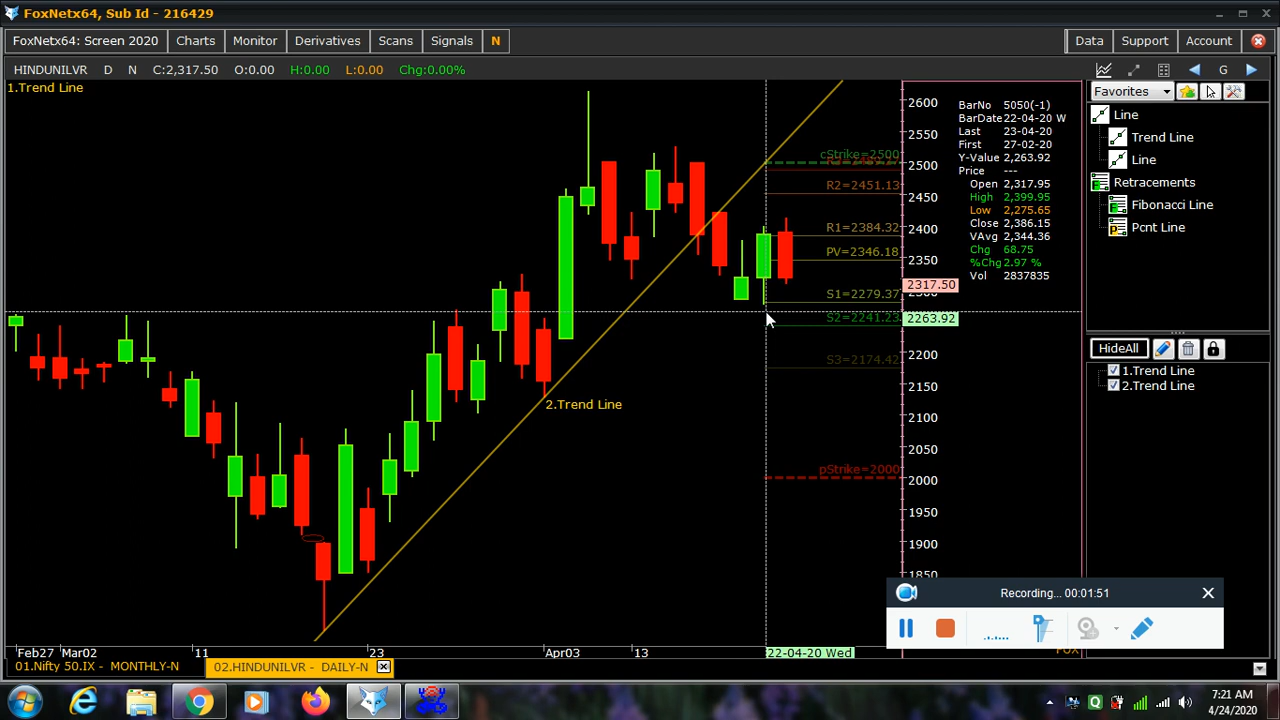 FoxNetx64, Sub Id - 216429
FoxNetx64: Screen 2020 Charts Monitor Derivatives Scans Signals N Data Support Account
HINDUNILVR D N C:2,317.50 O:0.00 H:0.00 L:0.00 Chg:0.00% G
1.Trend Line
Favorites
BarNo 5050(-1)
BarDate 22-04-20 W
Last 23-04-20
First 27-02-20
Y-Value 2,263.92
Price ---
Open 2,317.95
High 2,399.95
Low 2,275.65
Close 2,386.15
VAvg 2,344.36
Chg 68.75
%Chg 2.97 %
Vol 2837835
Line
Trend Line
Line
Retracements
Fibonacci Line
Pcnt Line
HideAll
1.Trend Line
2.Trend Line
cStrike=2500
R2=2451.13
R1=2384.32
PV=2346.18
S1=2279.37
S2=2241.23
S3=2174.42
pStrike=2000
2.Trend Line
2600
2550
2500
2450
2400
2350
2317.50
2300
2263.92
2200
2150
2100
2050
2000
1950
1900
1850
Recording... 00:01:51
Feb27 Mar02 11 23 Apr03 13 22-04-20 Wed
FOX
01.Nifty 50.IX - MONTHLY-N 02.HINDUNILVR - DAILY-N
7:21 AM
4/24/2020